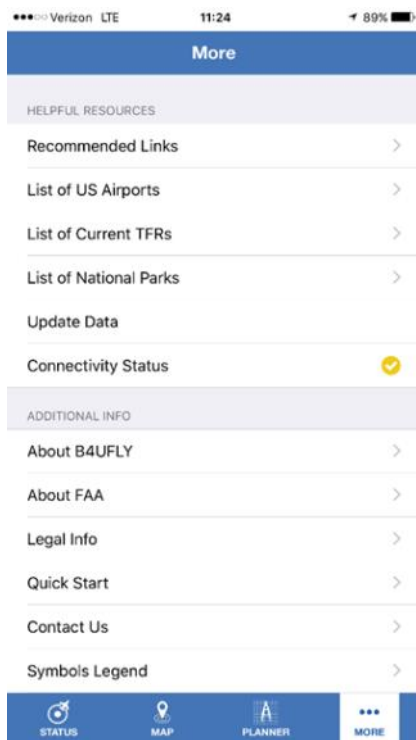 Verizon LTE 11:24 89%
More
HELPFUL RESOURCES
Recommended Links
List of US Airports
List of Current TFRs
List of National Parks
Update Data
Connectivity Status
ADDITIONAL INFO
About B4UFLY
About FAA
Legal Info
Quick Start
Contact Us
Symbols Legend
STATUS MAP PLANNER MORE